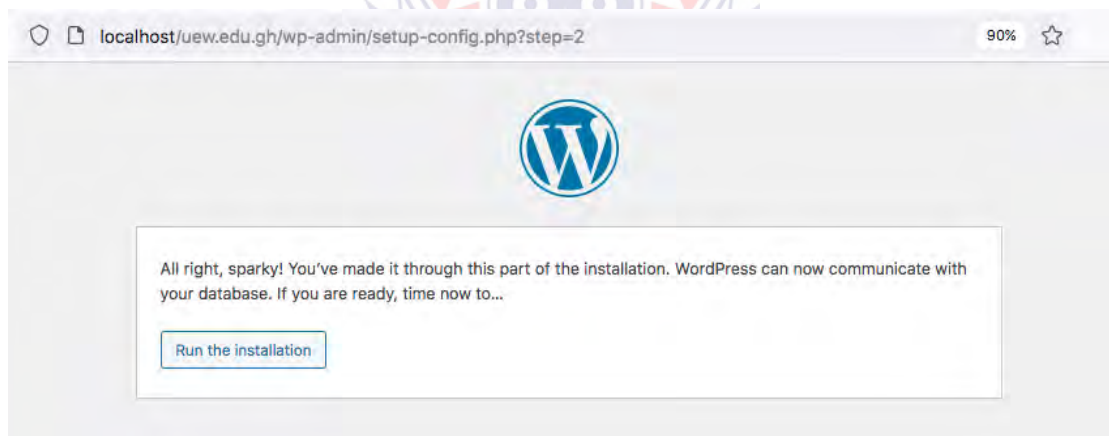 localhost/uew.edu.gh/wp-admin/setup-config.php?step=2 90%
All right, sparky! You've made it through this part of the installation. WordPress can now communicate with
your database. If you are ready, time now to...
Run the installation